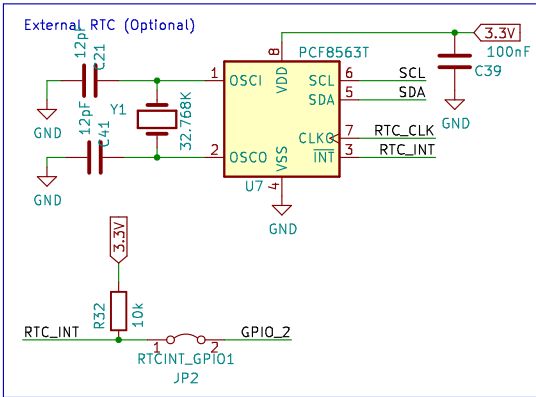 External RTC (Optional)
12pF
C21
GND
12pF
C41
GND
Y1
32.768K
1
OSCI
2
OSCO
8
VDD
PCF8563T
SCL
6
SCL
SDA
5
SDA
CLKO
7
RTC_CLK
INT
3
RTC_INT
VSS
4
U7
GND
3.3V
100nF
C39
GND
3.3V
R32
10k
RTC_INT
1
2
GPIO_2
RTCINT_GPIO1
JP2